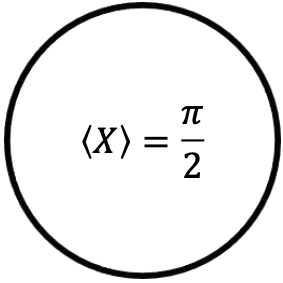 ⟨X⟩ = π/2